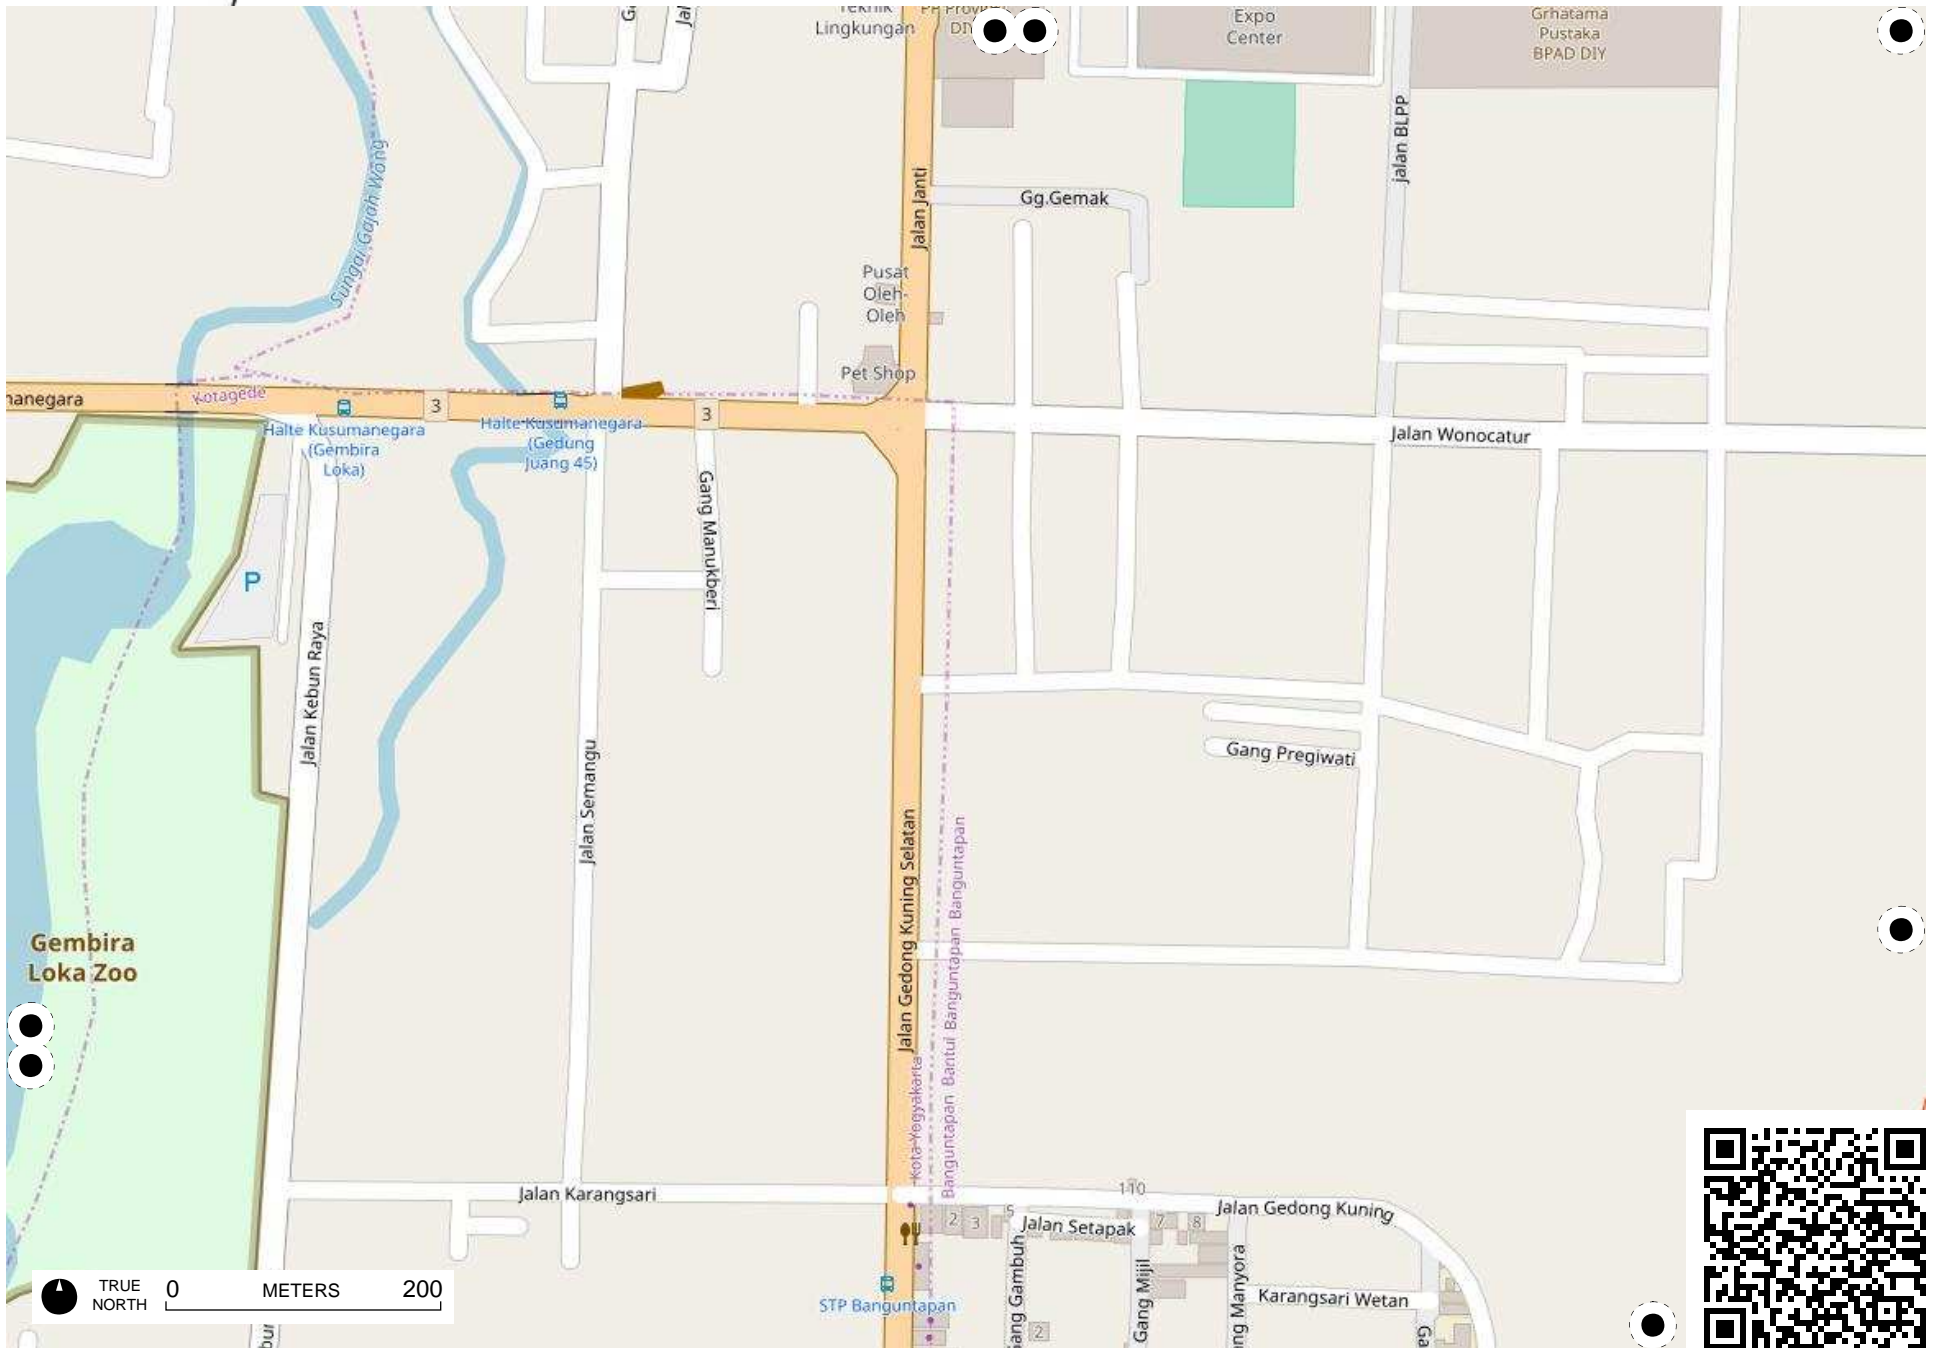 Teknik
Lingkungan
DIY
Expo
Center
Grhatama
Pustaka
BPAD DIY
jalan BLPP
Sungai Gajah Wong
Jalan Janti
Gg.Gemak
Pusat
Oleh-
Oleh
Pet Shop
Kotagede
manegara
3
3
Halte Kusumanegara
(Gembira
Loka)
Halte Kusumanegara
(Gedung
Juang 45)
Jalan Wonocatur
Gang Manukberi
P
Jalan Kebun Raya
Jalan Semangu
Gang Pregiwati
Jalan Gedong Kuning Selatan
Banguntapan Bantul Banguntapan Banguntapan
Kota Yogyakarta
Gembira
Loka Zoo
Jalan Karangsari
110
Jalan Gedong Kuning
2
3
5
Jalan Setapak
7
8
Gang Gambuh
Gang Mijil
ang Manyora
Karangsari Wetan
STP Banguntapan
2
Ga
TRUE
NORTH
0 METERS 200